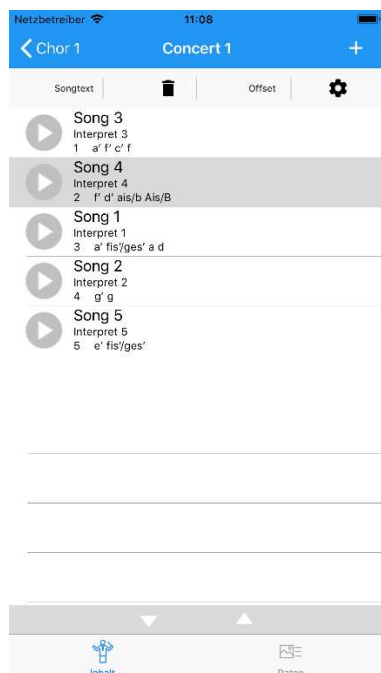 Netzbetreiber 11:08
Chor 1 Concert 1 +
Songtext Offset
Song 3
Interpret 3
1 a′ f′ c′ f
Song 4
Interpret 4
2 f′ d′ ais/b Ais/B
Song 1
Interpret 1
3 a′ fis′/ges′ a d
Song 2
Interpret 2
4 g′ g
Song 5
Interpret 5
5 e′ fis′/ges′
Inhalt Daten